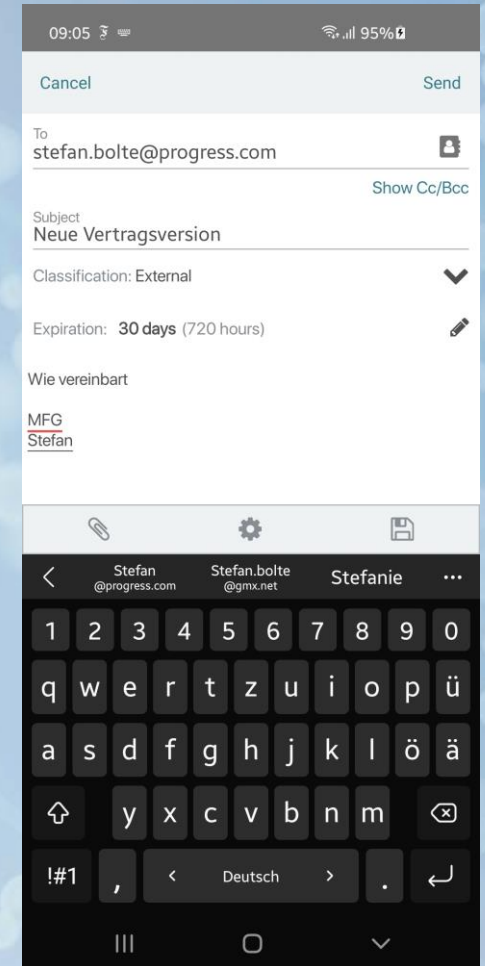 09:05 95%
Cancel Send
To
stefan.bolte@progress.com
Show Cc/Bcc
Subject
Neue Vertragsversion
Classification: External
Expiration: 30 days (720 hours)
Wie vereinbart
MFG
Stefan
Stefan @progress.com Stefan.bolte @gmx.net Stefanie ...
1 2 3 4 5 6 7 8 9 0
q w e r t z u i o p ü
a s d f g h j k l ö ä
y x c v b n m
!#1 , < Deutsch > .